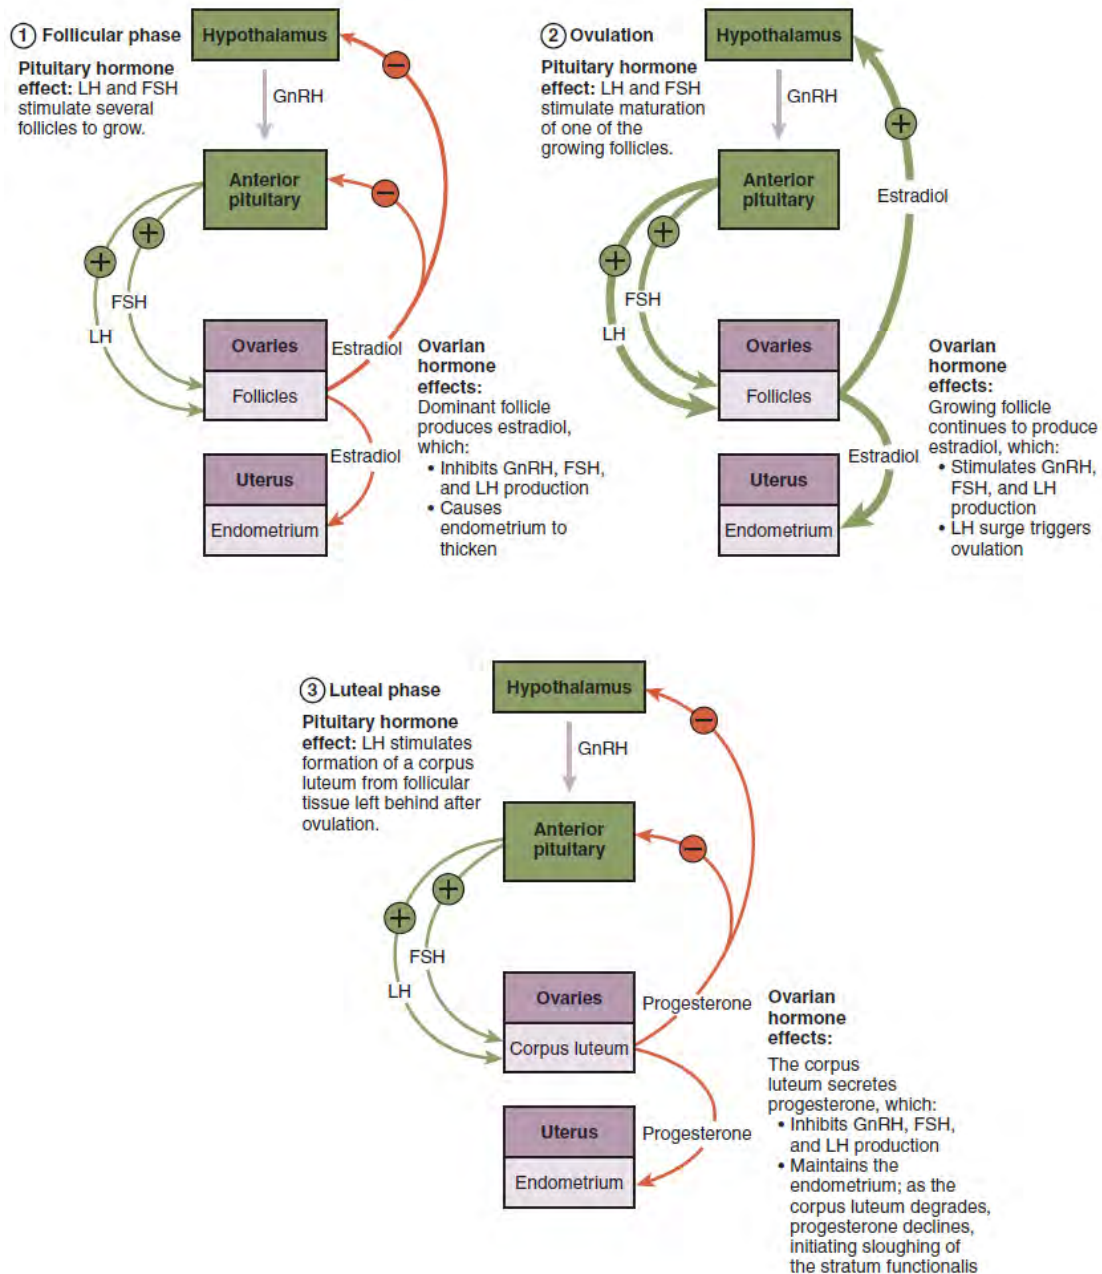 1 Follicular phase
Pituitary hormone
effect: LH and FSH
stimulate several
follicles to grow.
Hypothalamus
GnRH
Anterior
pituitary
−
−
+
+
FSH
LH
Ovaries
Follicles
Estradiol
Estradiol
Uterus
Endometrium
Ovarian
hormone
effects:
Dominant follicle
produces estradiol,
which:
• Inhibits GnRH, FSH,
and LH production
• Causes
endometrium to
thicken
2 Ovulation
Pituitary hormone
effect: LH and FSH
stimulate maturation
of one of the
growing follicles.
Hypothalamus
GnRH
Anterior
pituitary
+
Estradiol
+
+
FSH
LH
Ovaries
Follicles
Estradiol
Uterus
Endometrium
Ovarian
hormone
effects:
Growing follicle
continues to produce
estradiol, which:
• Stimulates GnRH,
FSH, and LH
production
• LH surge triggers
ovulation
3 Luteal phase
Pituitary hormone
effect: LH stimulates
formation of a corpus
luteum from follicular
tissue left behind after
ovulation.
Hypothalamus
GnRH
Anterior
pituitary
−
−
+
+
FSH
LH
Ovaries
Corpus luteum
Progesterone
Progesterone
Uterus
Endometrium
Ovarian
hormone
effects:
The corpus
luteum secretes
progesterone, which:
• Inhibits GnRH, FSH,
and LH production
• Maintains the
endometrium; as the
corpus luteum degrades,
progesterone declines,
initiating sloughing of
the stratum functionalis